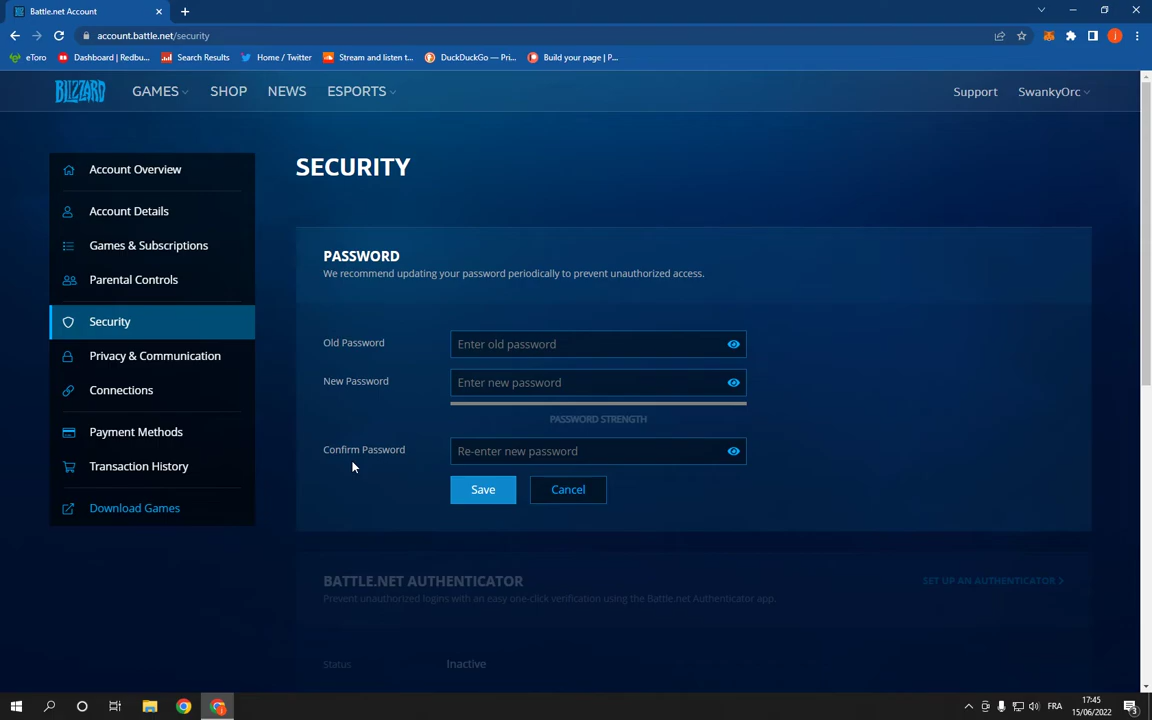 Battle.net Account
account.battle.net/security
eToro
Dashboard | Redbu...
Search Results
Home / Twitter
Stream and listen t...
DuckDuckGo — Pri...
Build your page | P...
BLIZZARD
GAMES
SHOP
NEWS
ESPORTS
Support
SwankyOrc
Account Overview
Account Details
Games & Subscriptions
Parental Controls
Security
Privacy & Communication
Connections
Payment Methods
Transaction History
Download Games
SECURITY
PASSWORD
We recommend updating your password periodically to prevent unauthorized access.
Old Password
Enter old password
New Password
Enter new password
PASSWORD STRENGTH
Confirm Password
Re-enter new password
Save
Cancel
BATTLE.NET AUTHENTICATOR
SET UP AN AUTHENTICATOR
Prevent unauthorized logins with an easy one-click verification using the Battle.net Authenticator app.
Status
Inactive
FRA
17:45
15/06/2022
3